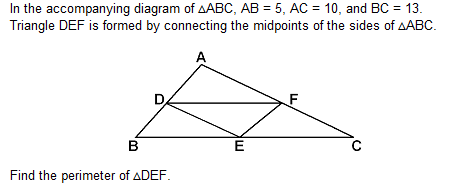 In the accompanying diagram of △ABC, AB = 5, AC = 10, and BC = 13.
Triangle DEF is formed by connecting the midpoints of the sides of △ABC.
A
D F
B E C
Find the perimeter of △DEF.